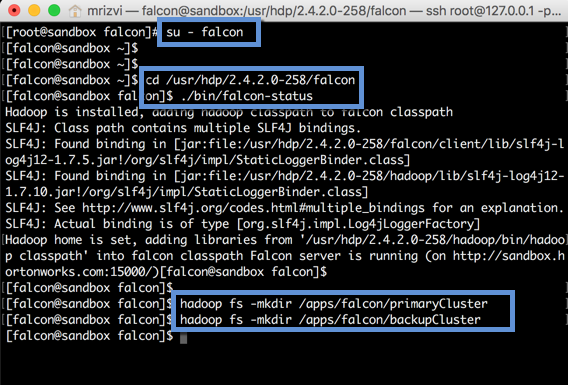 mrizvi — falcon@sandbox:/usr/hdp/2.4.2.0-258/falcon — ssh root@127.0.0.1 -p...
[[root@sandbox falcon]# su - falcon
[[falcon@sandbox ~]$
[[falcon@sandbox ~]$
[[falcon@sandbox ~]$ cd /usr/hdp/2.4.2.0-258/falcon
[[falcon@sandbox falcon]$ ./bin/falcon-status
Hadoop is installed, adding hadoop classpath to falcon classpath
SLF4J: Class path contains multiple SLF4J bindings.
SLF4J: Found binding in [jar:file:/usr/hdp/2.4.2.0-258/falcon/client/lib/slf4j-l
og4j12-1.7.5.jar!/org/slf4j/impl/StaticLoggerBinder.class]
SLF4J: Found binding in [jar:file:/usr/hdp/2.4.2.0-258/hadoop/lib/slf4j-log4j12-
1.7.10.jar!/org/slf4j/impl/StaticLoggerBinder.class]
SLF4J: See http://www.slf4j.org/codes.html#multiple_bindings for an explanation.
SLF4J: Actual binding is of type [org.slf4j.impl.Log4jLoggerFactory]
[Hadoop home is set, adding libraries from '/usr/hdp/2.4.2.0-258/hadoop/bin/hadoo
p classpath' into falcon classpath Falcon server is running (on http://sandbox.h
ortonworks.com:15000/)[falcon@sandbox falcon]$
[[falcon@sandbox falcon]$
[[falcon@sandbox falcon]$ hadoop fs -mkdir /apps/falcon/primaryCluster
[[falcon@sandbox falcon]$ hadoop fs -mkdir /apps/falcon/backupCluster
[falcon@sandbox falcon]$